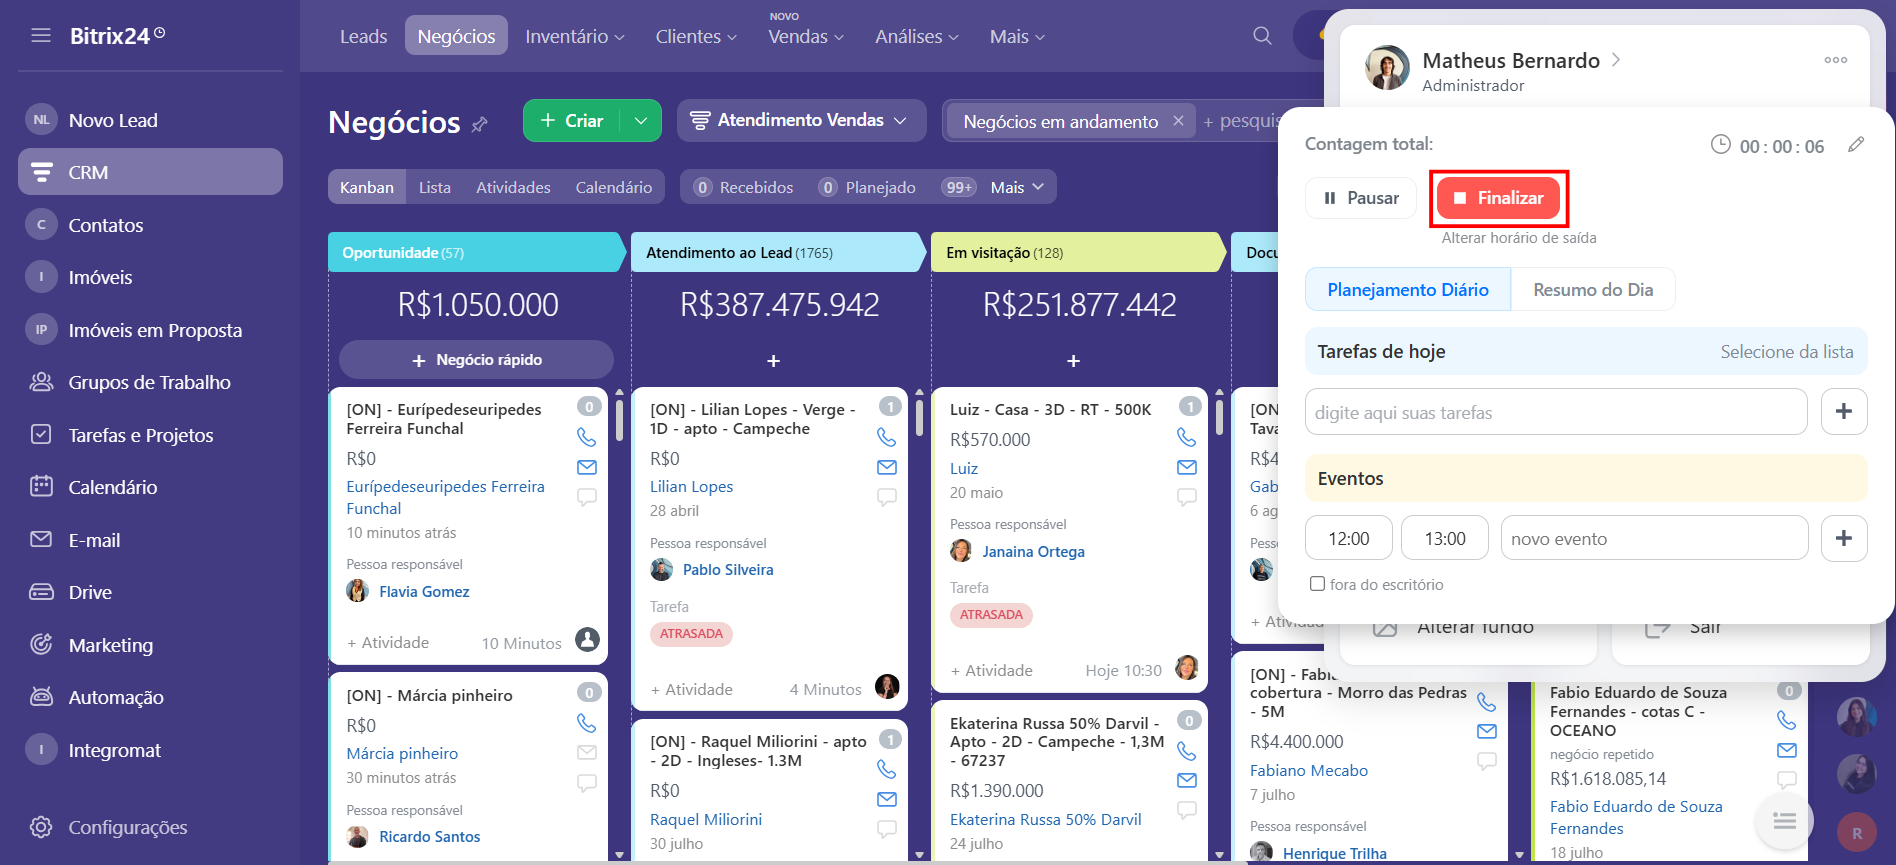 Bitrix24
NL Novo Lead
CRM
C Contatos
I Imóveis
IP Imóveis em Proposta
Grupos de Trabalho
Tarefas e Projetos
Calendário
E-mail
Drive
Marketing
Automação
I Integromat
Configurações
Leads
Negócios
Inventário
Clientes
NOVO
Vendas
Análises
Mais
Negócios
+ Criar
Atendimento Vendas
Negócios em andamento ×
+ pesquis
Kanban
Lista
Atividades
Calendário
0 Recebidos
0 Planejado
99+ Mais
Oportunidade (57)
R$1.050.000
+ Negócio rápido
[ON] - Eurípedeseuripedes
Ferreira Funchal
0
R$0
Eurípedeseuripedes Ferreira
Funchal
10 minutos atrás
Pessoa responsável
Flavia Gomez
+ Atividade
10 Minutos
[ON] - Márcia pinheiro
0
R$0
Márcia pinheiro
30 minutos atrás
Pessoa responsável
Ricardo Santos
Atendimento ao Lead (1765)
R$387.475.942
+
[ON] - Lilian Lopes - Verge -
1D - apto - Campeche
1
R$0
Lilian Lopes
28 abril
Pessoa responsável
Pablo Silveira
Tarefa
ATRASADA
+ Atividade
4 Minutos
[ON] - Raquel Miliorini - apto
- 2D - Ingleses- 1.3M
1
R$0
Raquel Miliorini
30 julho
Em visitação (128)
R$251.877.442
+
Luiz - Casa - 3D - RT - 500K
1
R$570.000
Luiz
20 maio
Pessoa responsável
Janaina Ortega
Tarefa
ATRASADA
+ Atividade
Hoje 10:30
Ekaterina Russa 50% Darvil -
Apto - 2D - Campeche - 1,3M
- 67237
0
R$1.390.000
Ekaterina Russa 50% Darvil
24 julho
Docu
[ON
Tava
R$4
Gab
6 ag
Pess
+ Ativida
[ON] - Fabi
cobertura - Morro das Pedras
- 5M
R$4.400.000
Fabiano Mecabo
7 julho
Pessoa responsável
Henrique Trilha
Fabio Eduardo de Souza
Fernandes - cotas C -
OCEANO
0
negócio repetido
R$1.618.085,14
Fabio Eduardo de Souza
Fernandes
18 julho
Matheus Bernardo
Administrador
Contagem total:
00 : 00 : 06
Pausar
Finalizar
Alterar horário de saída
Planejamento Diário
Resumo do Dia
Tarefas de hoje
Selecione da lista
digite aqui suas tarefas
+
Eventos
12:00
13:00
novo evento
+
fora do escritório
Alterar fundo
Sair
R